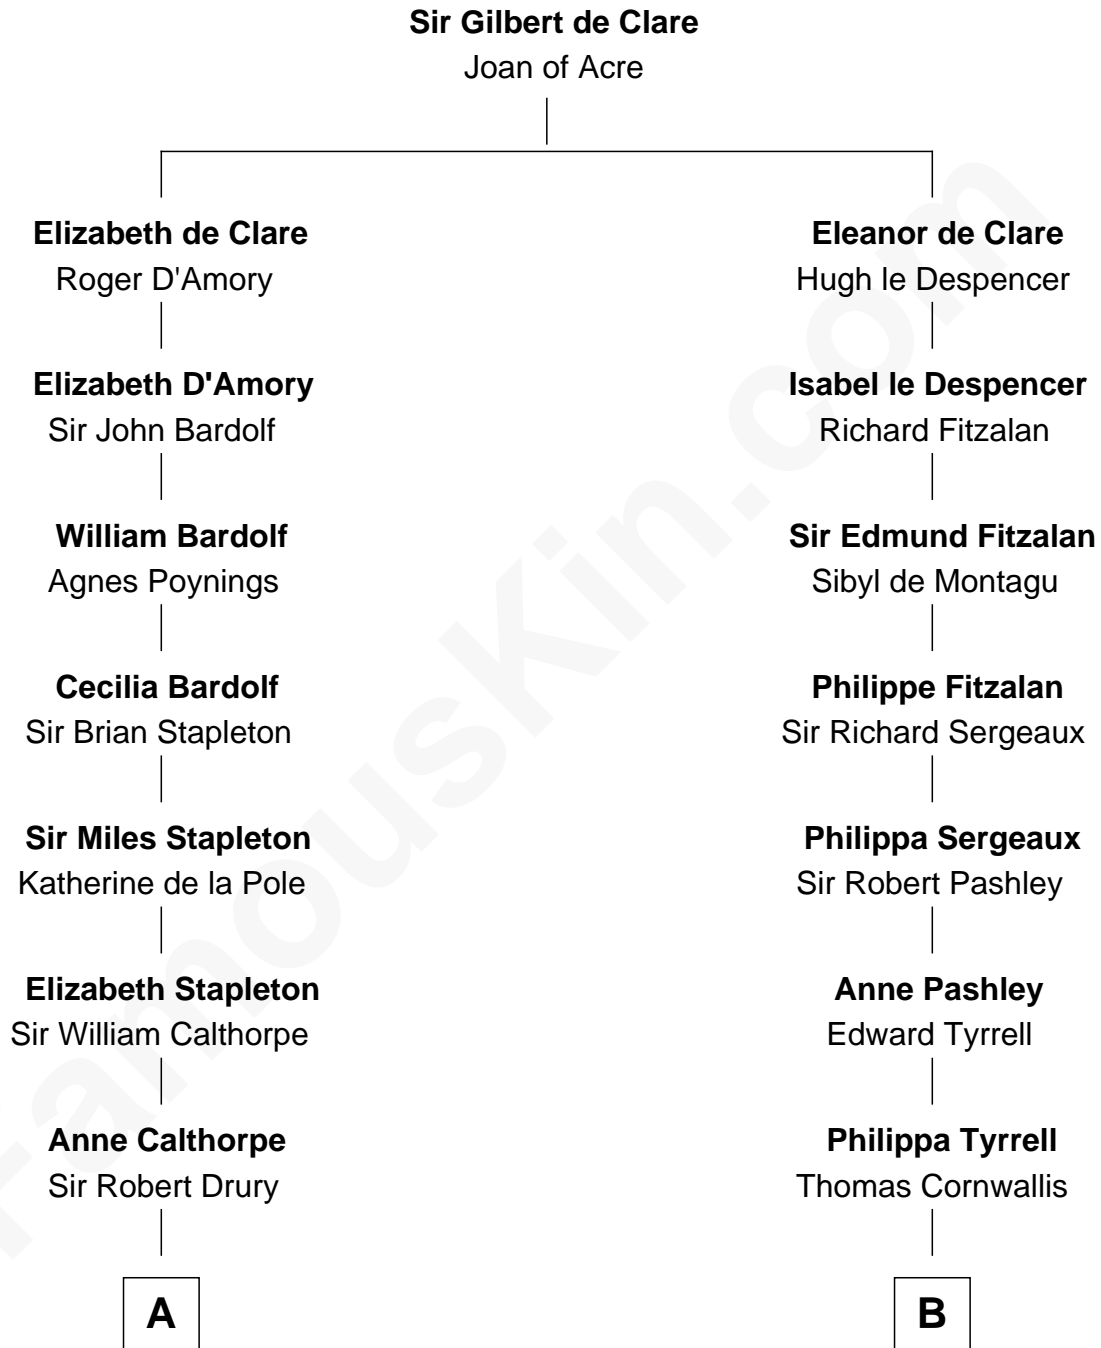 Sir Gilbert de Clare
Joan of Acre
Elizabeth de Clare
Roger D'Amory
Eleanor de Clare
Hugh le Despencer
Elizabeth D'Amory
Sir John Bardolf
Isabel le Despencer
Richard Fitzalan
William Bardolf
Agnes Poynings
Sir Edmund Fitzalan
Sibyl de Montagu
Cecilia Bardolf
Sir Brian Stapleton
Philippe Fitzalan
Sir Richard Sergeaux
Sir Miles Stapleton
Katherine de la Pole
Philippa Sergeaux
Sir Robert Pashley
Elizabeth Stapleton
Sir William Calthorpe
Anne Pashley
Edward Tyrrell
Anne Calthorpe
Sir Robert Drury
Philippa Tyrrell
Thomas Cornwallis
A
B
FamousKin.com